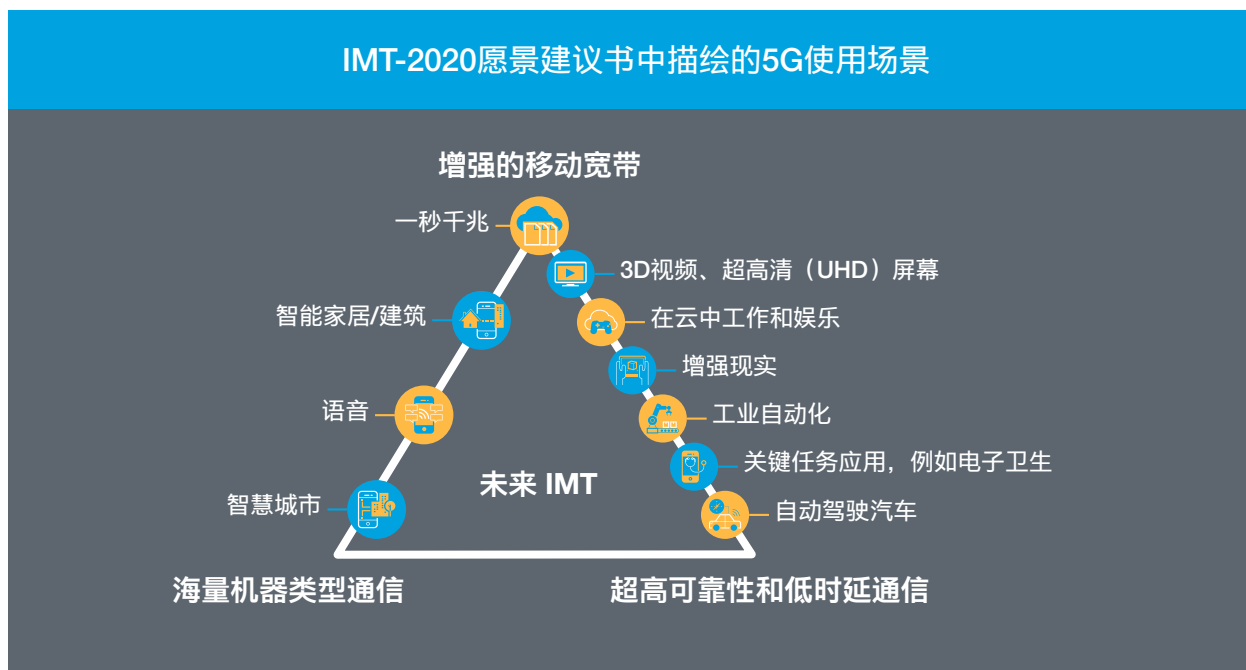 IMT-2020愿景建议书中描绘的5G使用场景
增强的移动宽带
一秒千兆
3D视频、超高清（UHD）屏幕
智能家居/建筑
在云中工作和娱乐
增强现实
语音
工业自动化
关键任务应用，例如电子卫生
未来 IMT
智慧城市
自动驾驶汽车
海量机器类型通信
超高可靠性和低时延通信